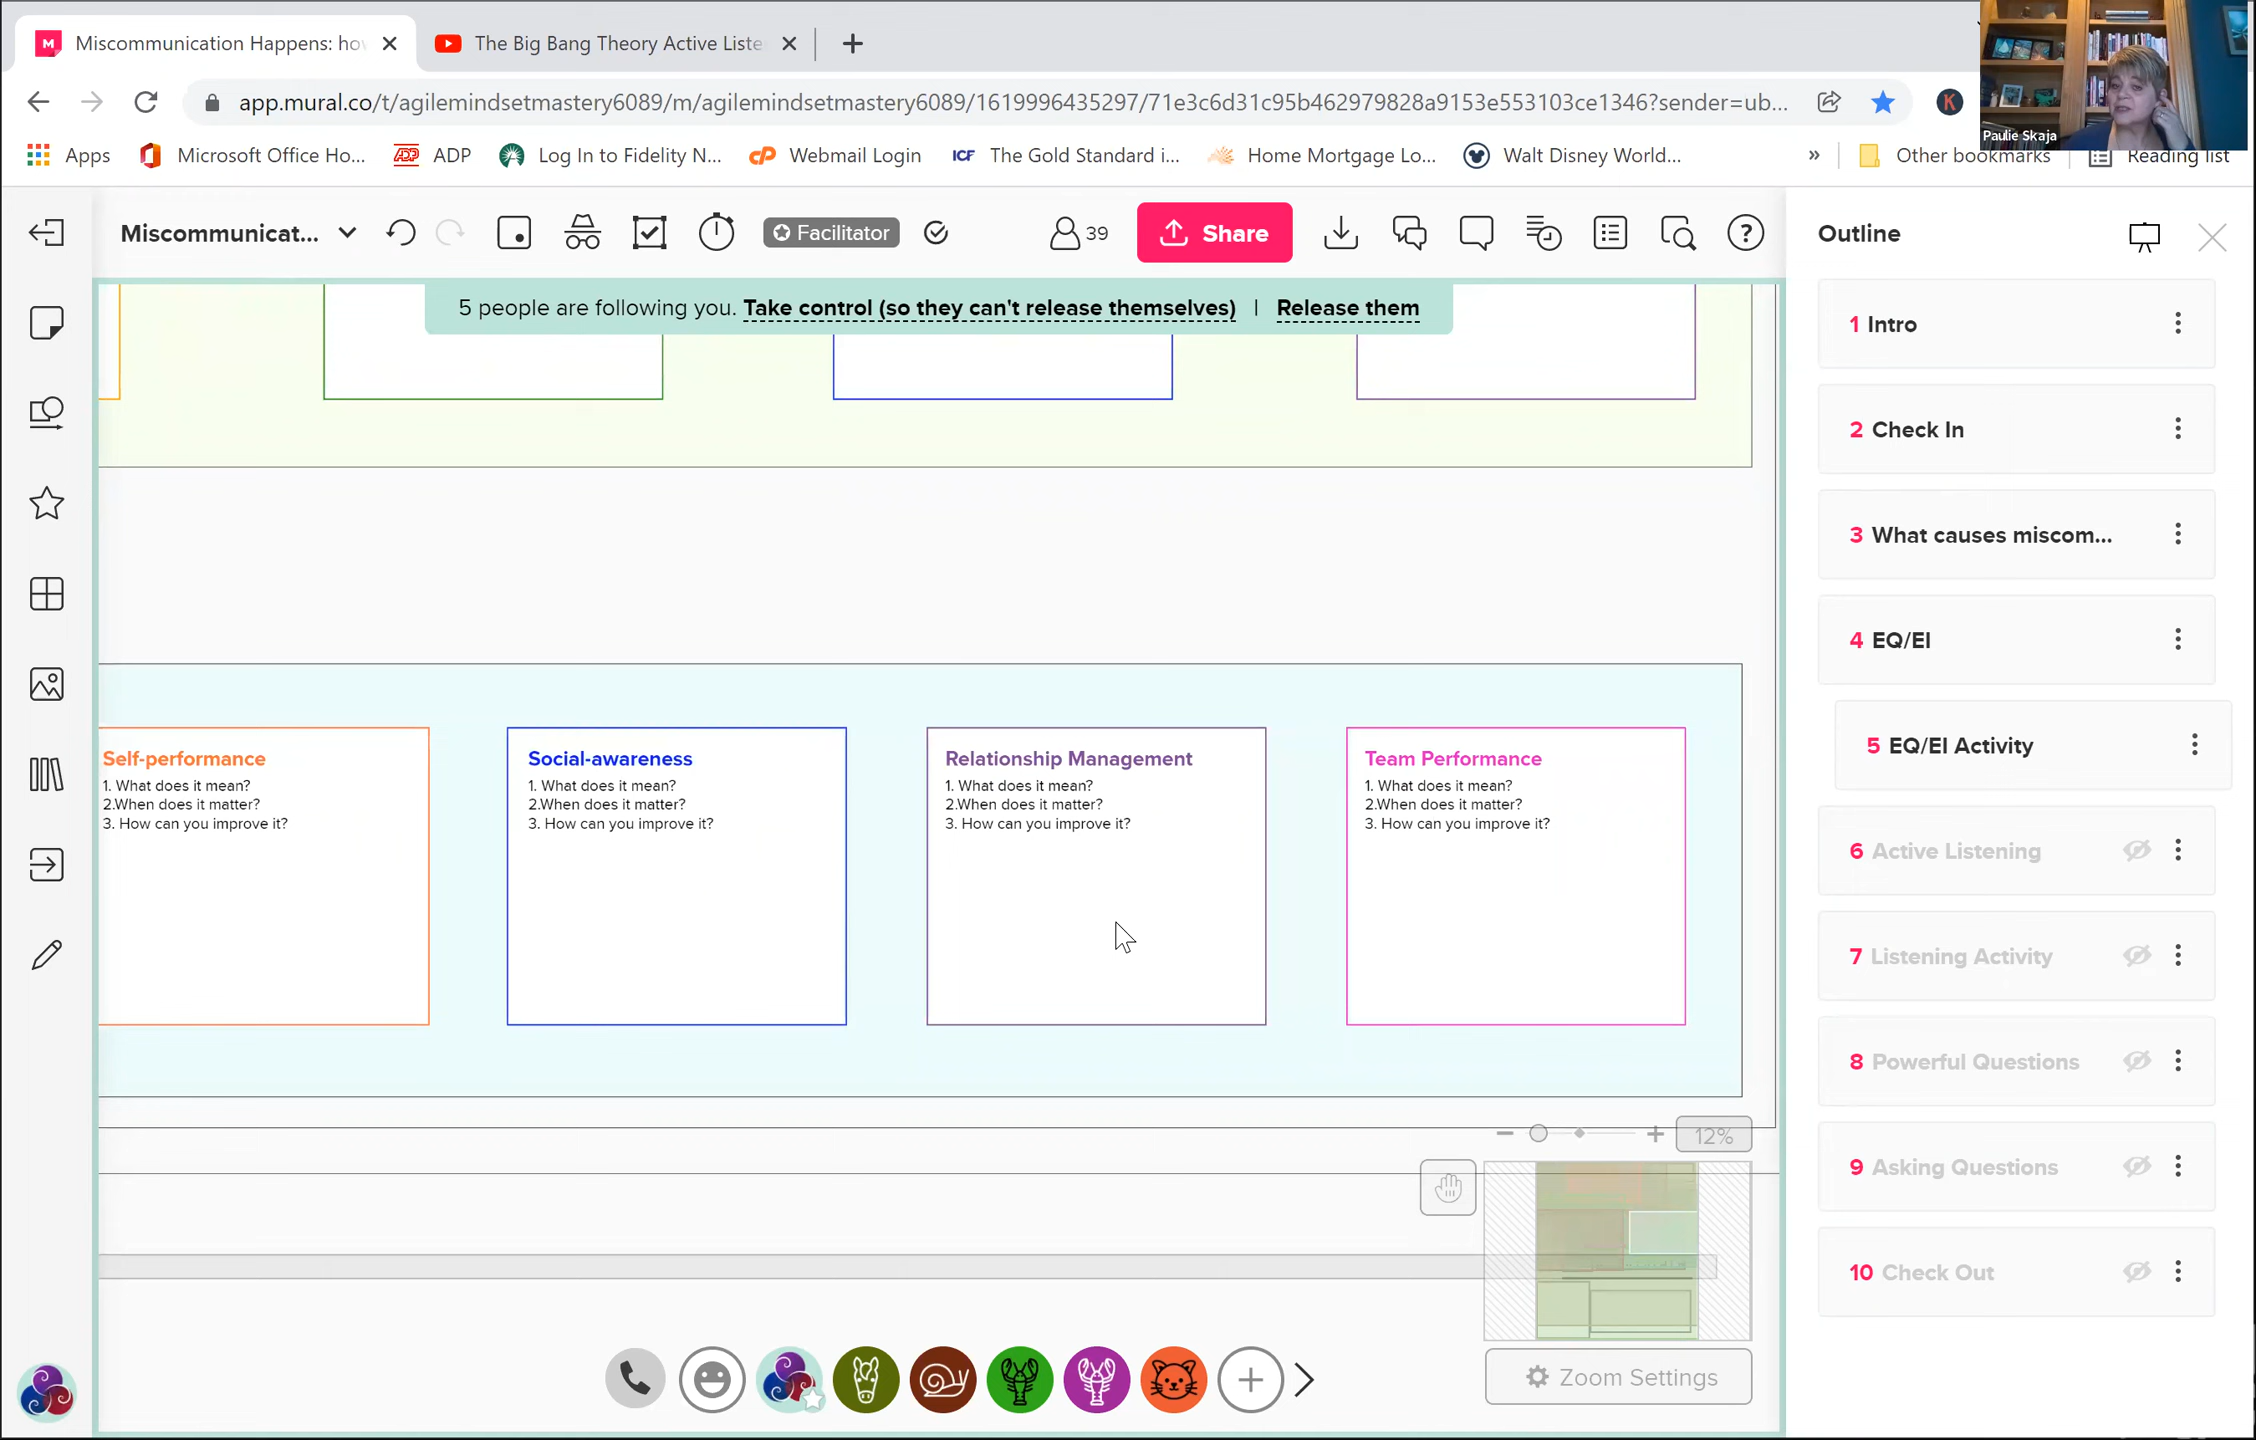 Miscommunication Happens: ho
The Big Bang Theory Active Liste
app.mural.co/t/agilemindsetmastery6089/m/agilemindsetmastery6089/1619996435297/71e3c6d31c95b462979828a9153e553103ce1346?sender=ub...
K
Paulie Skaja
Apps
Microsoft Office Ho...
ADP
Log In to Fidelity N...
Webmail Login
ICF The Gold Standard i...
Home Mortgage Lo...
Walt Disney World...
»
Other bookmarks
Reading list
Miscommunicat...
Facilitator
39
Share
5 people are following you. Take control (so they can't release themselves) | Release them
Self-performance
1. What does it mean?
2.When does it matter?
3. How can you improve it?
Social-awareness
1. What does it mean?
2.When does it matter?
3. How can you improve it?
Relationship Management
1. What does it mean?
2.When does it matter?
3. How can you improve it?
Team Performance
1. What does it mean?
2.When does it matter?
3. How can you improve it?
12%
Zoom Settings
Outline
1 Intro
2 Check In
3 What causes miscom...
4 EQ/EI
5 EQ/EI Activity
6 Active Listening
7 Listening Activity
8 Powerful Questions
9 Asking Questions
10 Check Out